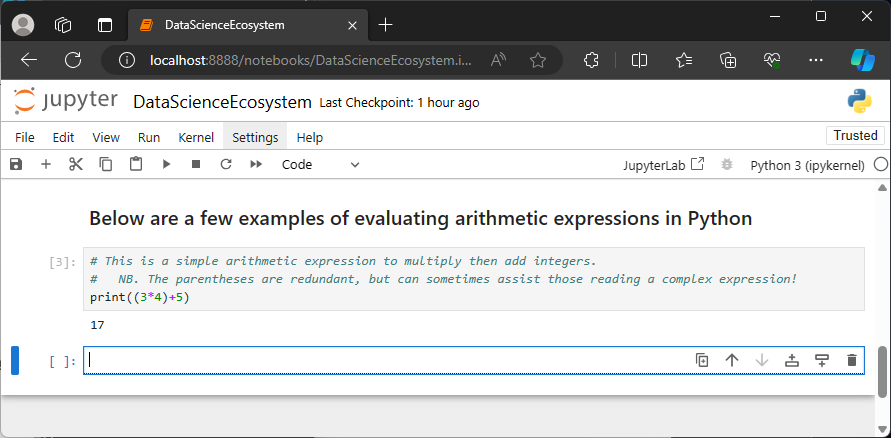 DataScienceEcosystem
localhost:8888/notebooks/DataScienceEcosystem.i...
jupyter DataScienceEcosystem Last Checkpoint: 1 hour ago
File Edit View Run Kernel Settings Help Trusted
Code JupyterLab Python 3 (ipykernel)
Below are a few examples of evaluating arithmetic expressions in Python
[3]: # This is a simple arithmetic expression to multiply then add integers.
#   NB. The parentheses are redundant, but can sometimes assist those reading a complex expression!
print((3*4)+5)
17
[ ]: